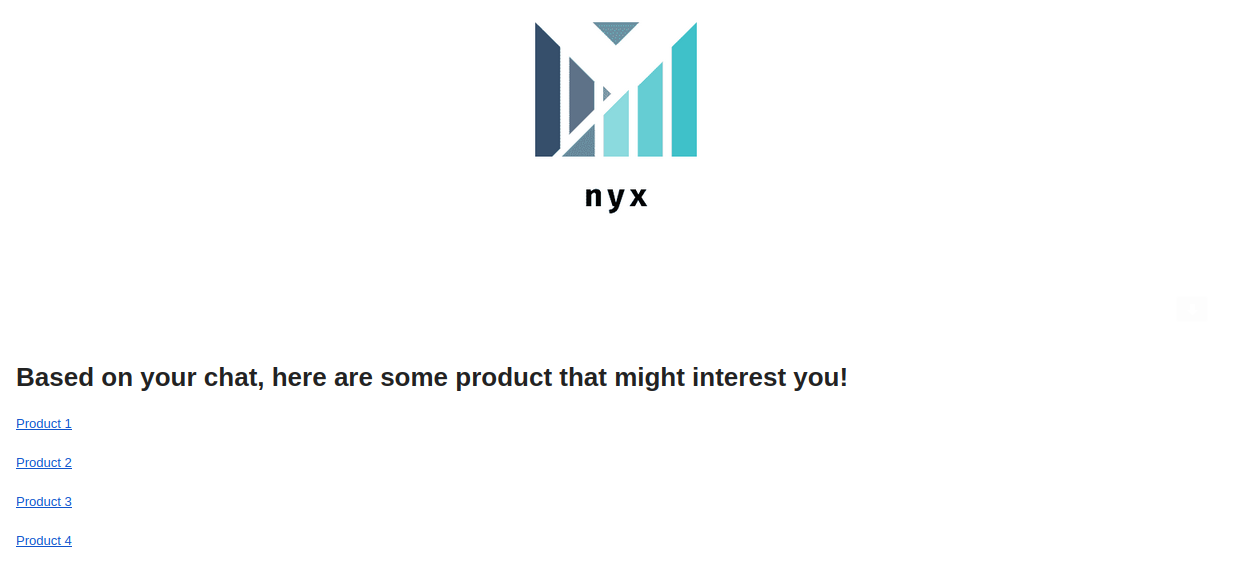 nyx
Based on your chat, here are some product that might interest you!
Product 1
Product 2
Product 3
Product 4